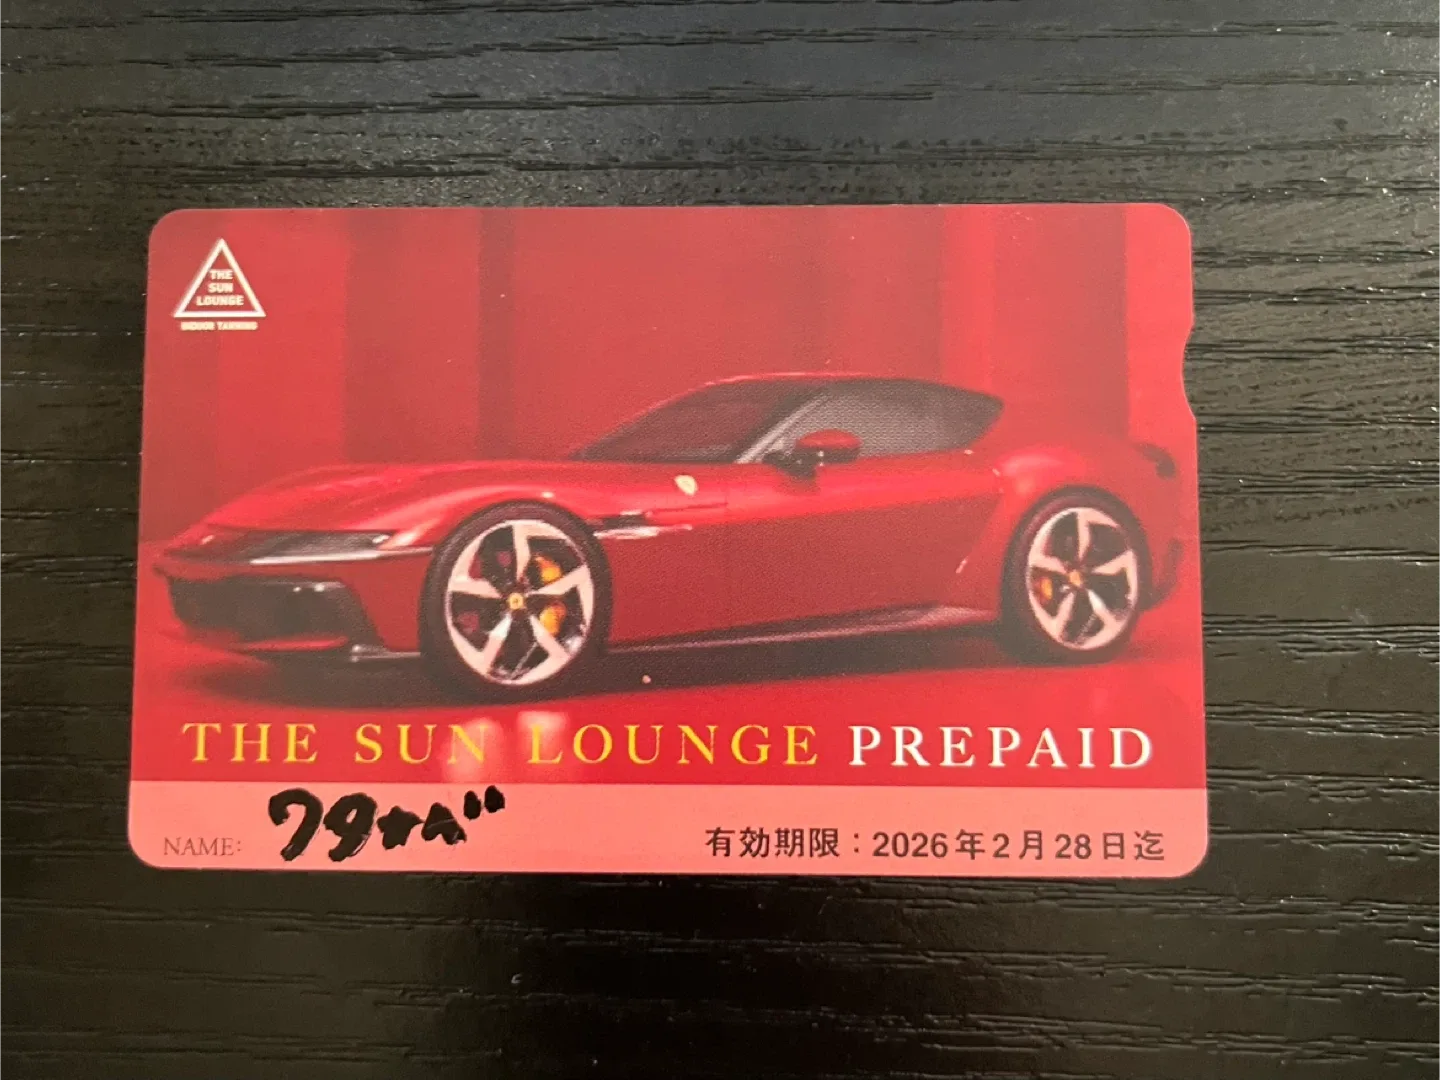 THE
SUN
LOUNGE
INDOOR TANNING
THE SUN LOUNGE PREPAID
NAME: ワタナベ
有効期限：2026年2月28日迄